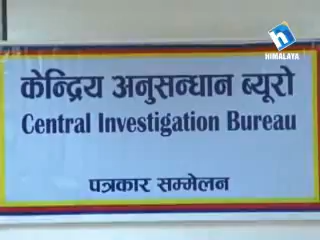 HIMALAYA
केन्द्रिय अनुसन्धान ब्यूरो
Central Investigation Bureau
पत्रकार सम्मेलन